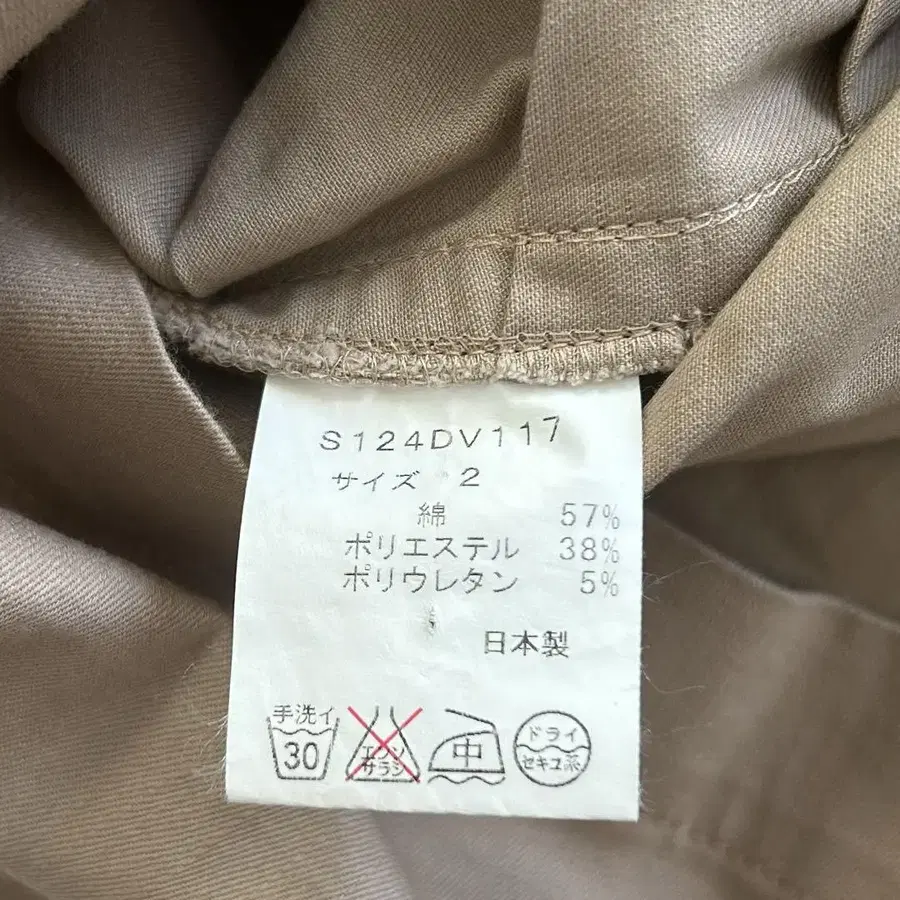 S124DV117
サイズ 2
綿 57%
ポリエステル 38%
ポリウレタン 5%
日本製
手洗イ
30
エンソ
サラシ
中
ドライ
セキユ系